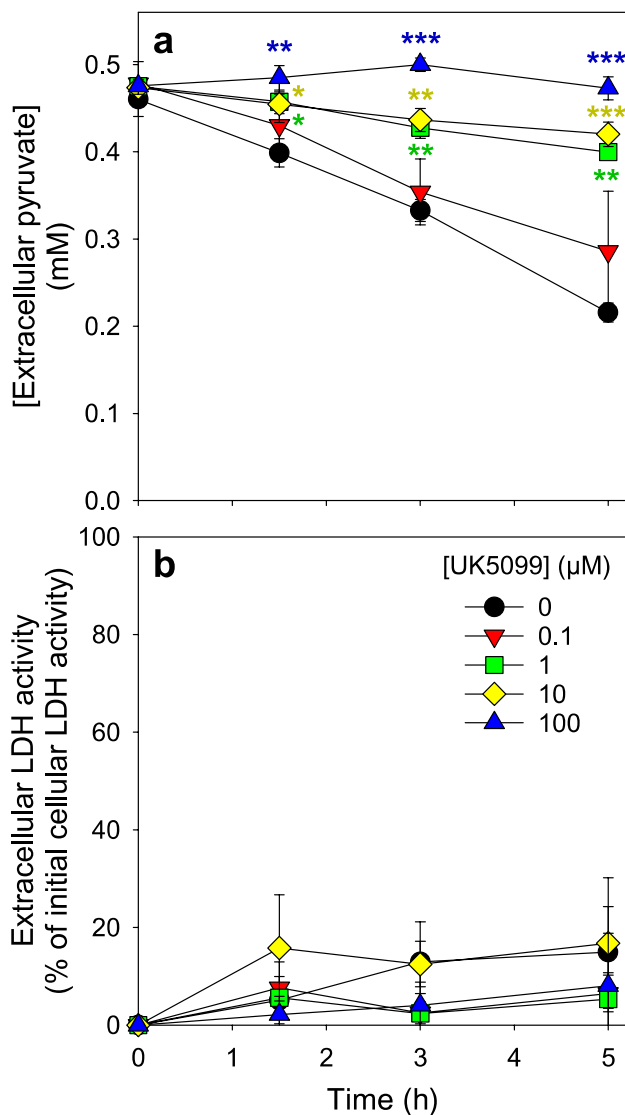 a
** *** ***
0.5
* ** ***
* ** **
0.4
0.3
0.2
0.1
0.0
[Extracellular pyruvate]
(mM)
b
100
80
60
40
20
0
Extracellular LDH activity
(% of initial cellular LDH activity)
[UK5099] (μM)
0
0.1
1
10
100
0 1 2 3 4 5
Time (h)